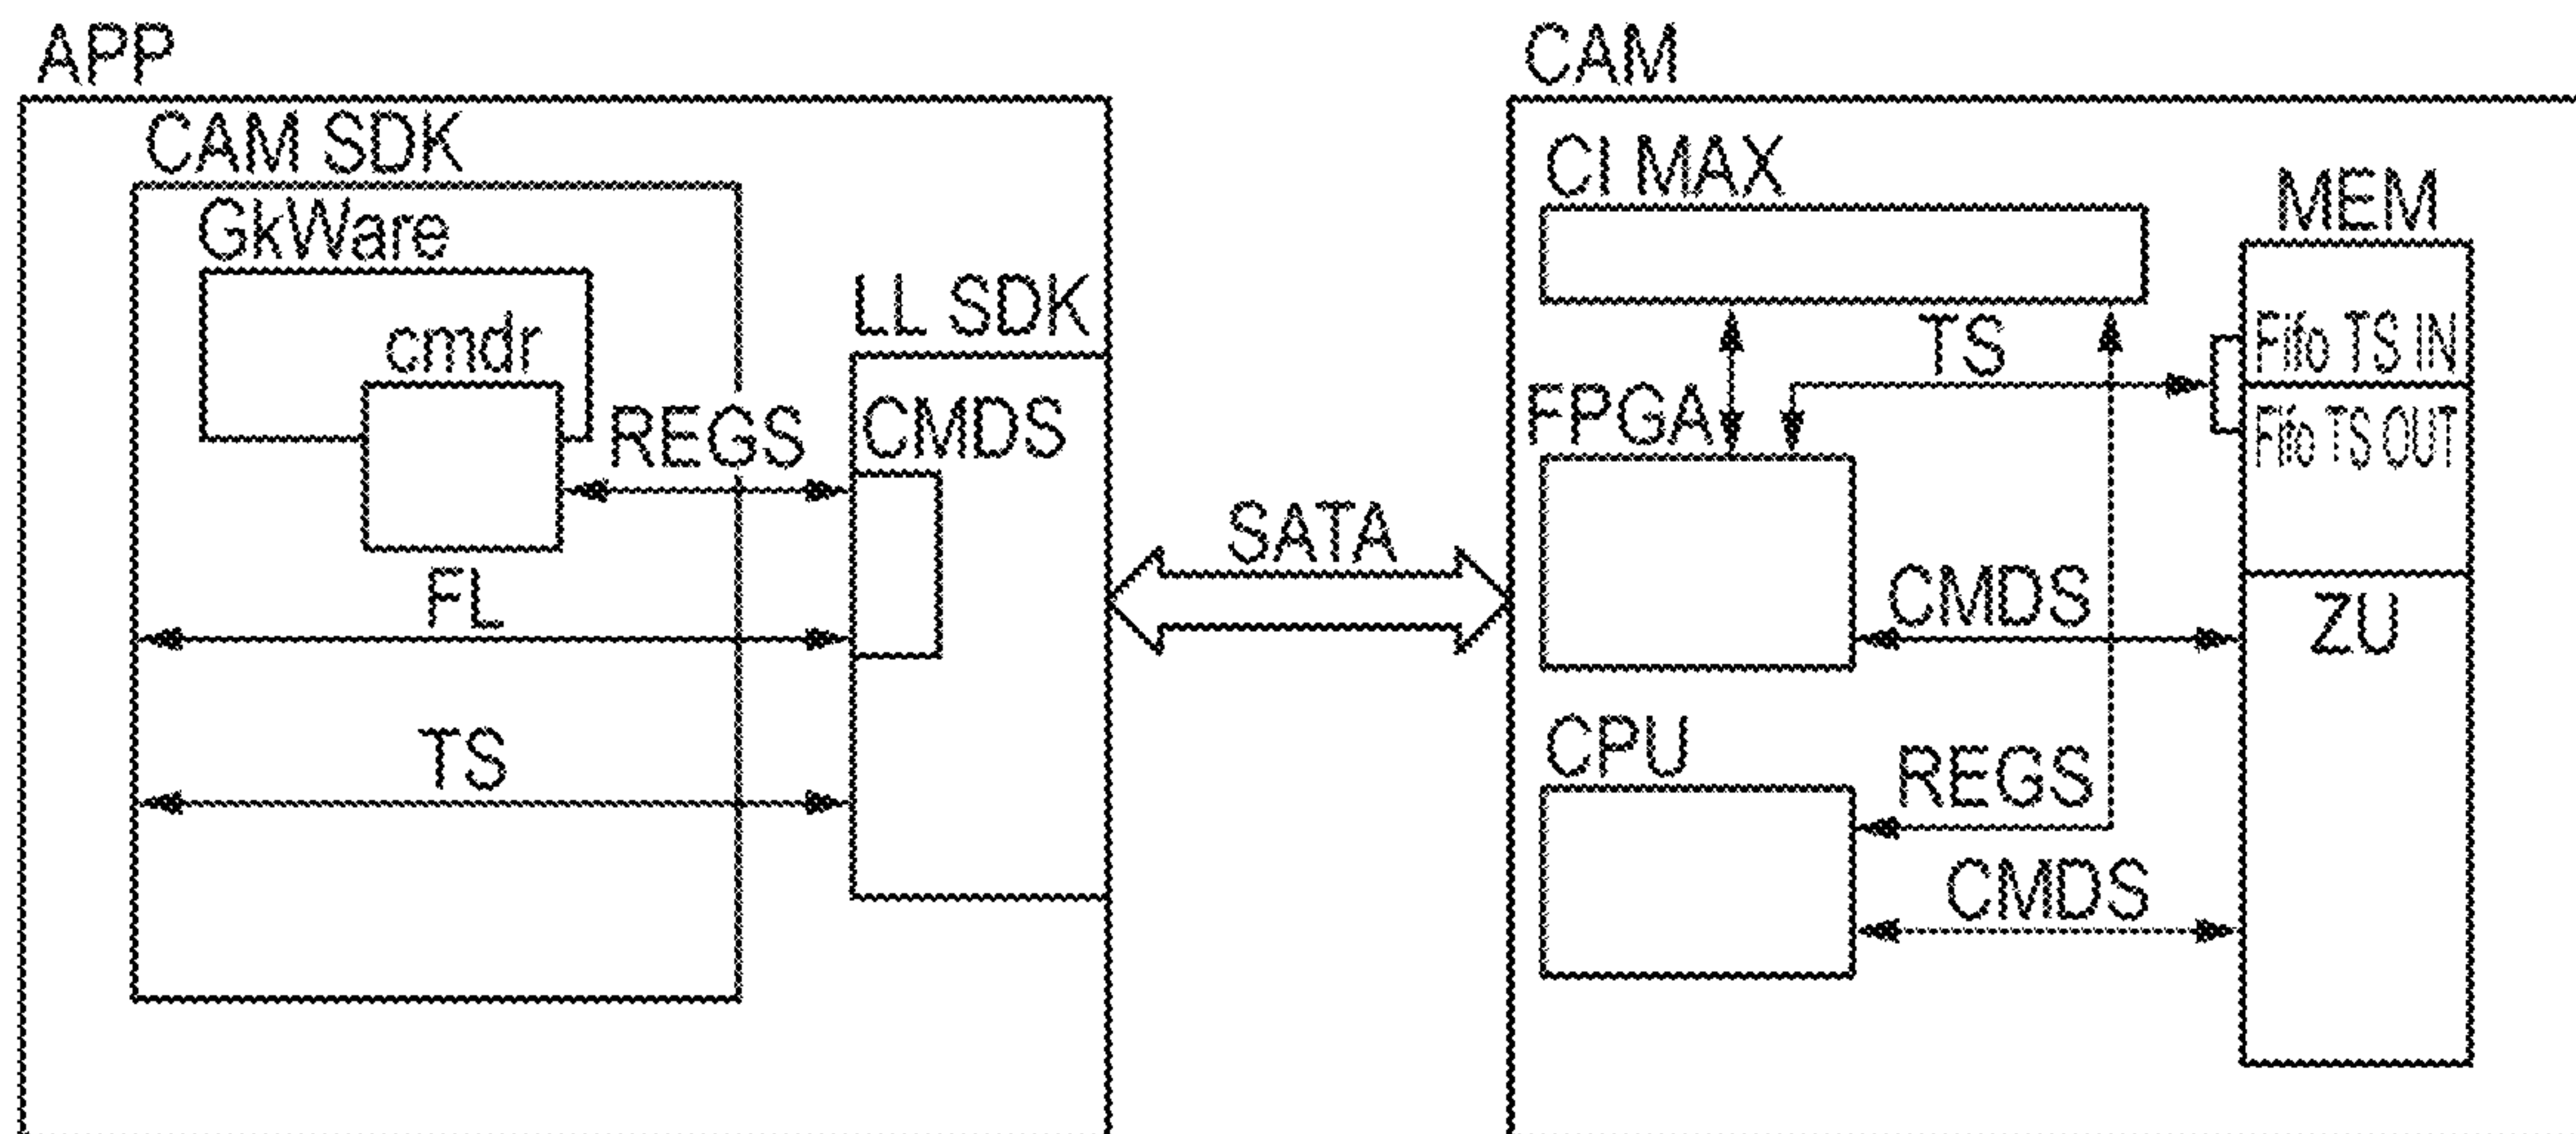 APP
CAM SDK
GkWare
cmdr
REGS
FL
TS
LL SDK
CMDS
SATA
CAM
CI MAX
MEM
TS
Fifo TS IN
Fifo TS OUT
FPGA
CMDS
ZU
CPU
REGS
CMDS